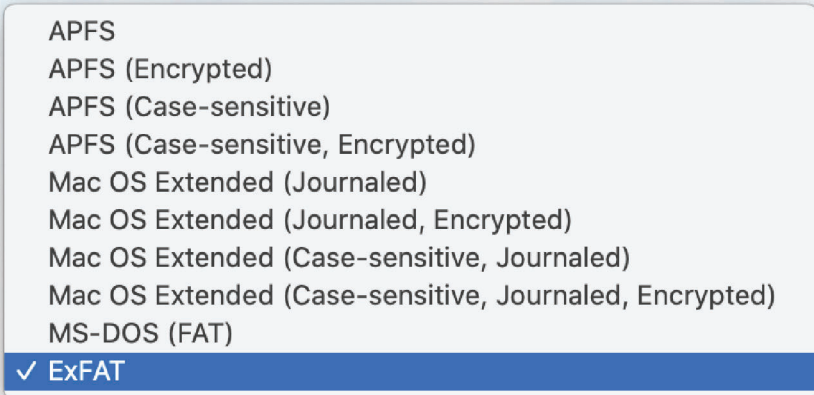 APFS
APFS (Encrypted)
APFS (Case-sensitive)
APFS (Case-sensitive, Encrypted)
Mac OS Extended (Journaled)
Mac OS Extended (Journaled, Encrypted)
Mac OS Extended (Case-sensitive, Journaled)
Mac OS Extended (Case-sensitive, Journaled, Encrypted)
MS-DOS (FAT)
✓ ExFAT